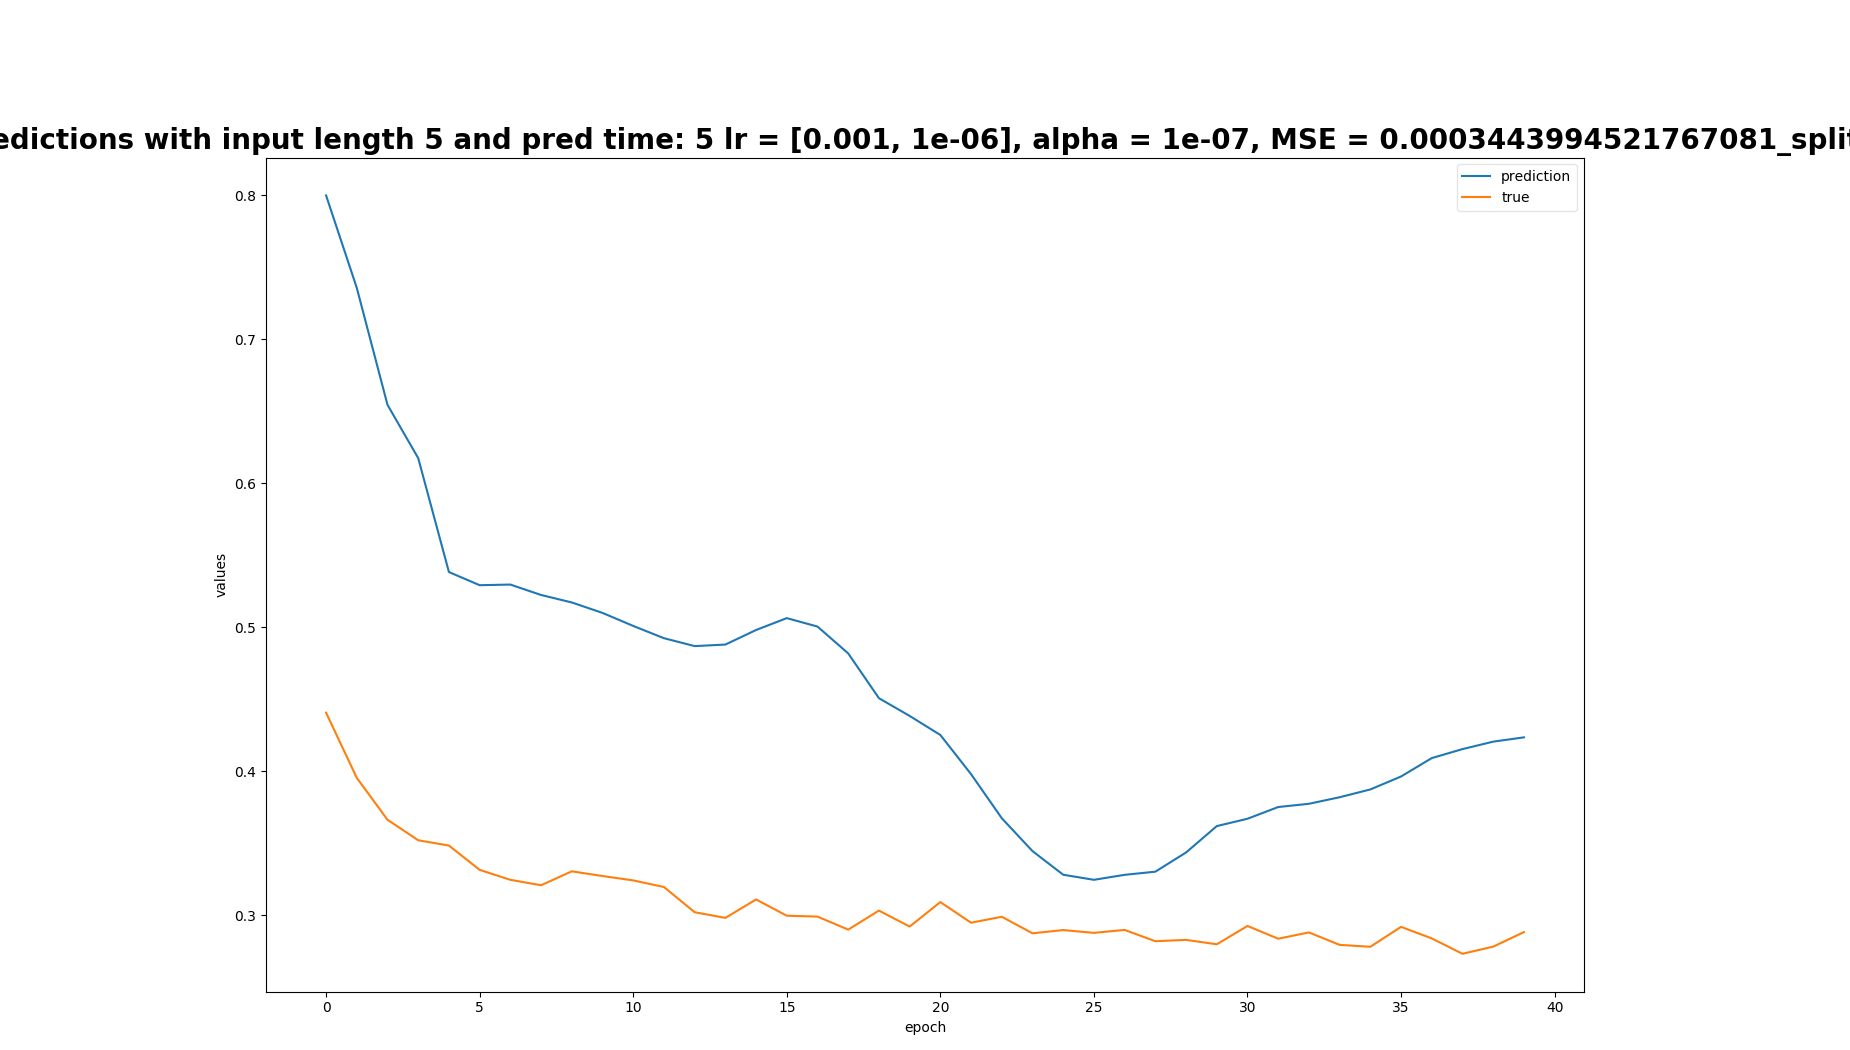 edictions with input length 5 and pred time: 5 lr = [0.001, 1e-06], alpha = 1e-07, MSE = 0.0003443994521767081_split
prediction
true
0.8
0.7
0.6
0.5
0.4
0.3
values
0 5 10 15 20 25 30 35 40
epoch